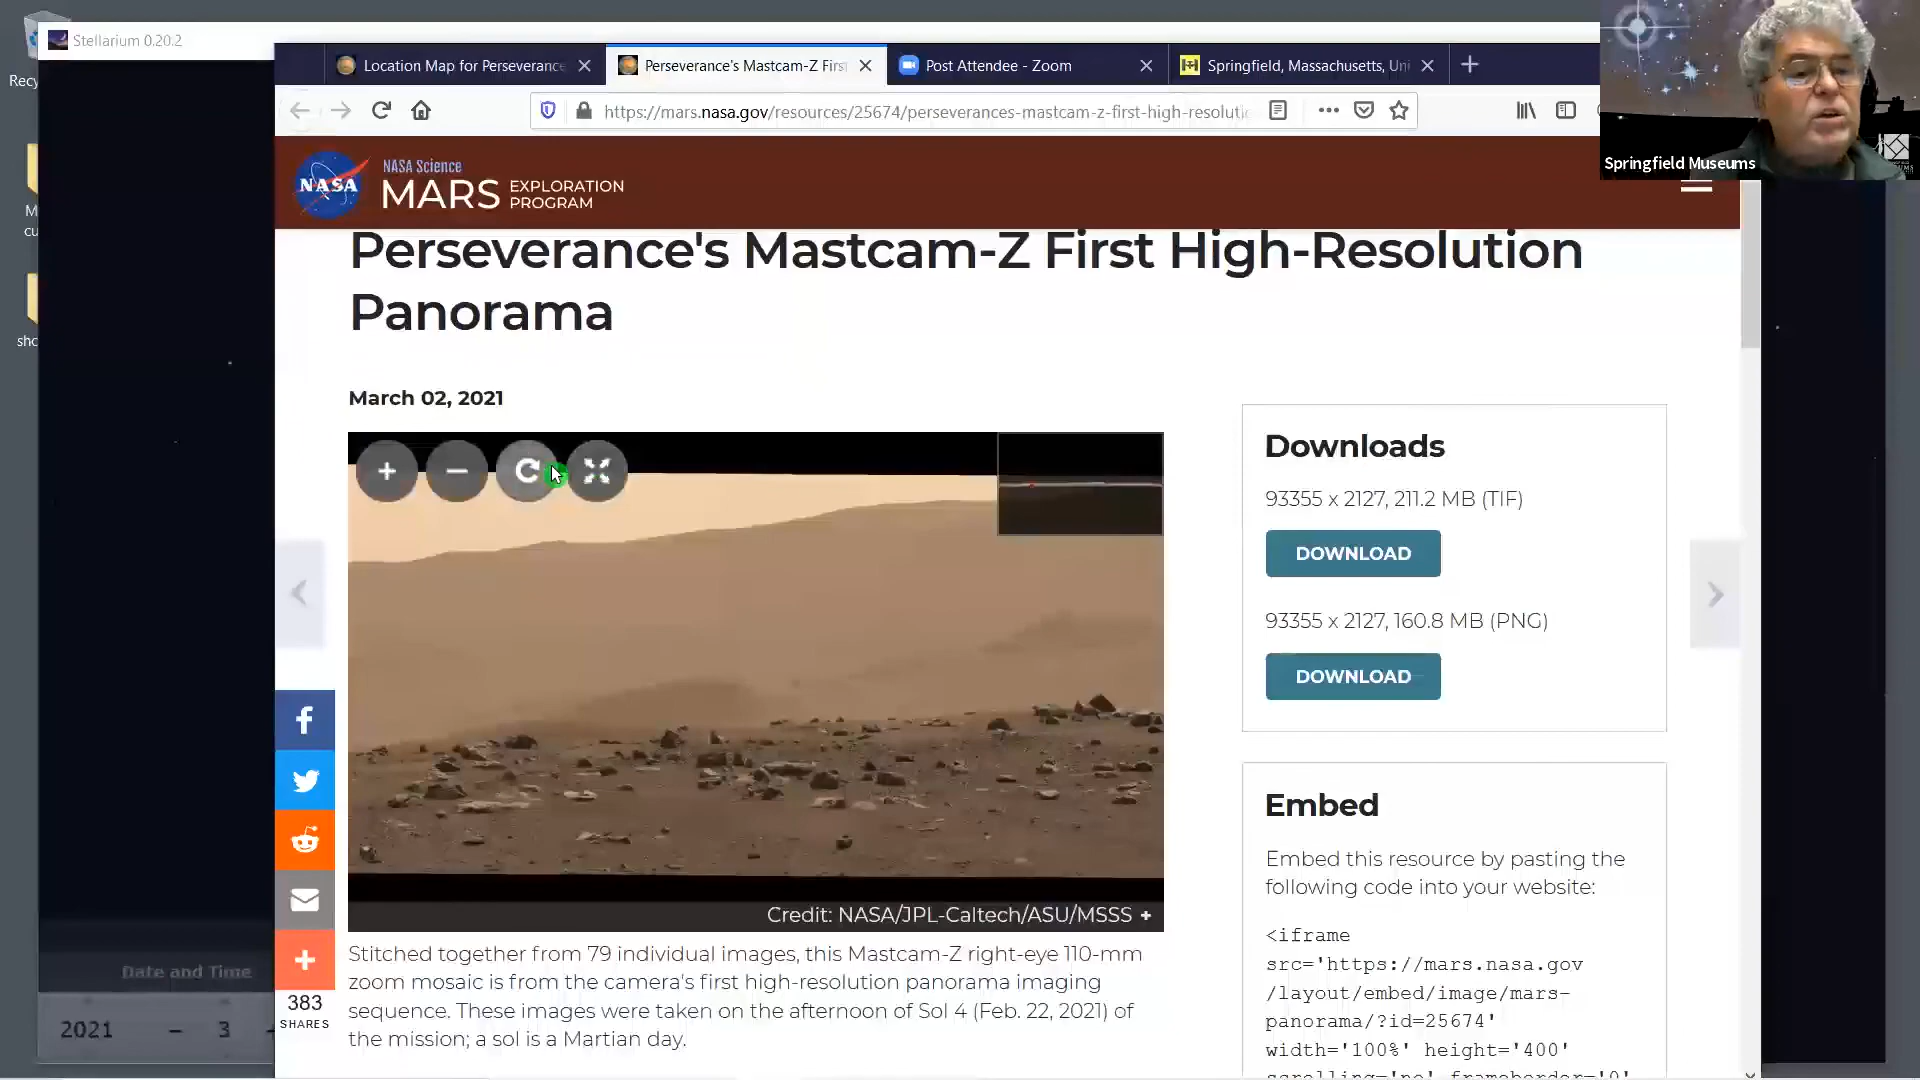 Stellarium 0.20.2
Recyc
Location Map for Perseverance
Perseverance's Mastcam-Z First
Post Attendee - Zoom
Springfield, Massachusetts, Uni
https://mars.nasa.gov/resources/25674/perseverances-mastcam-z-first-high-resoluti
Springfield Museums
NASA
NASA Science
MARS EXPLORATION
PROGRAM
Perseverance's Mastcam-Z First High-Resolution
Panorama
March 02, 2021
Downloads
93355 x 2127, 211.2 MB (TIF)
DOWNLOAD
93355 x 2127, 160.8 MB (PNG)
DOWNLOAD
Credit: NASA/JPL-Caltech/ASU/MSSS +
Stitched together from 79 individual images, this Mastcam-Z right-eye 110-mm
zoom mosaic is from the camera's first high-resolution panorama imaging
sequence. These images were taken on the afternoon of Sol 4 (Feb. 22, 2021) of
the mission; a sol is a Martian day.
383
SHARES
Embed
Embed this resource by pasting the
following code into your website:
<iframe
src='https://mars.nasa.gov
/layout/embed/image/mars-
panorama/?id=25674'
width='100%' height='400'
scrolling='no' frameborder='0'
Date and Time
2021 - 3